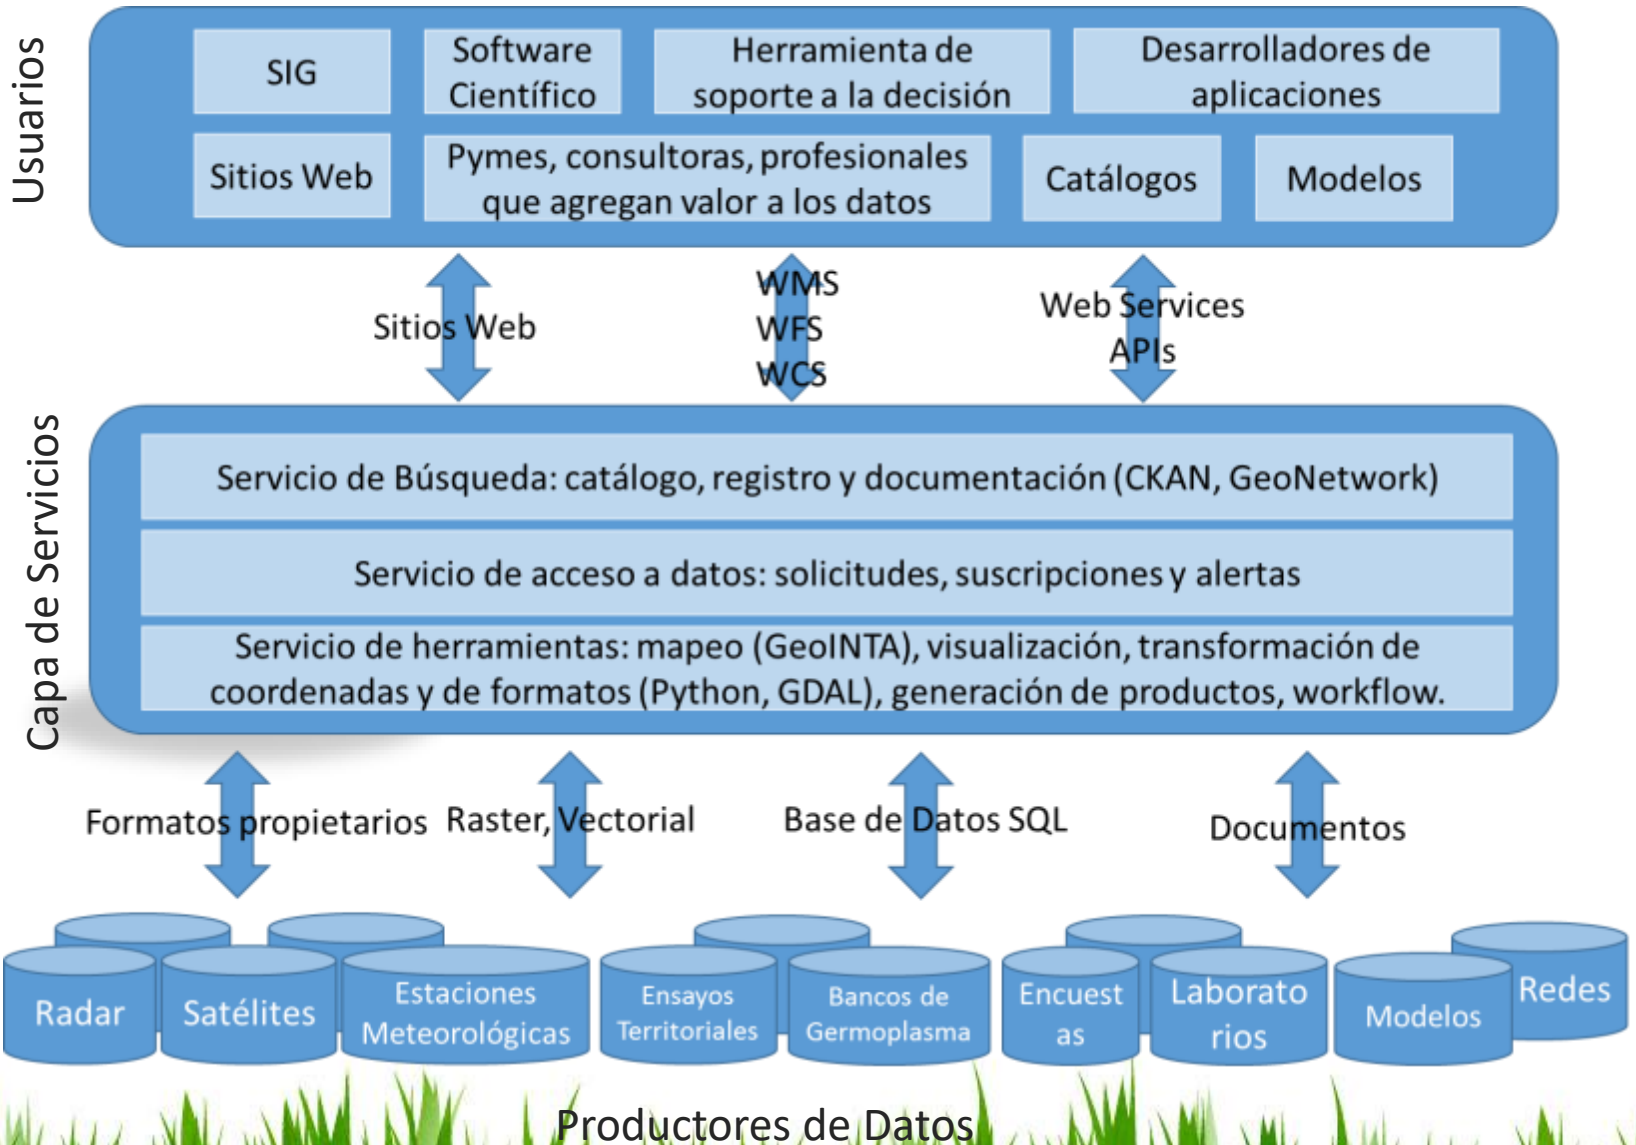 Usuarios
SIG
Software
Científico
Herramienta de
soporte a la decisión
Desarrolladores de
aplicaciones
Sitios Web
Pymes, consultoras, profesionales
que agregan valor a los datos
Catálogos
Modelos
Sitios Web
WMS
WFS
WCS
Web Services
APIs
Capa de Servicios
Servicio de Búsqueda: catálogo, registro y documentación (CKAN, GeoNetwork)
Servicio de acceso a datos: solicitudes, suscripciones y alertas
Servicio de herramientas: mapeo (GeoINTA), visualización, transformación de
coordenadas y de formatos (Python, GDAL), generación de productos, workflow.
Formatos propietarios
Raster, Vectorial
Base de Datos SQL
Documentos
Radar
Satélites
Estaciones
Meteorológicas
Ensayos
Territoriales
Bancos de
Germoplasma
Encuest
as
Laborato
rios
Modelos
Redes
Productores de Datos